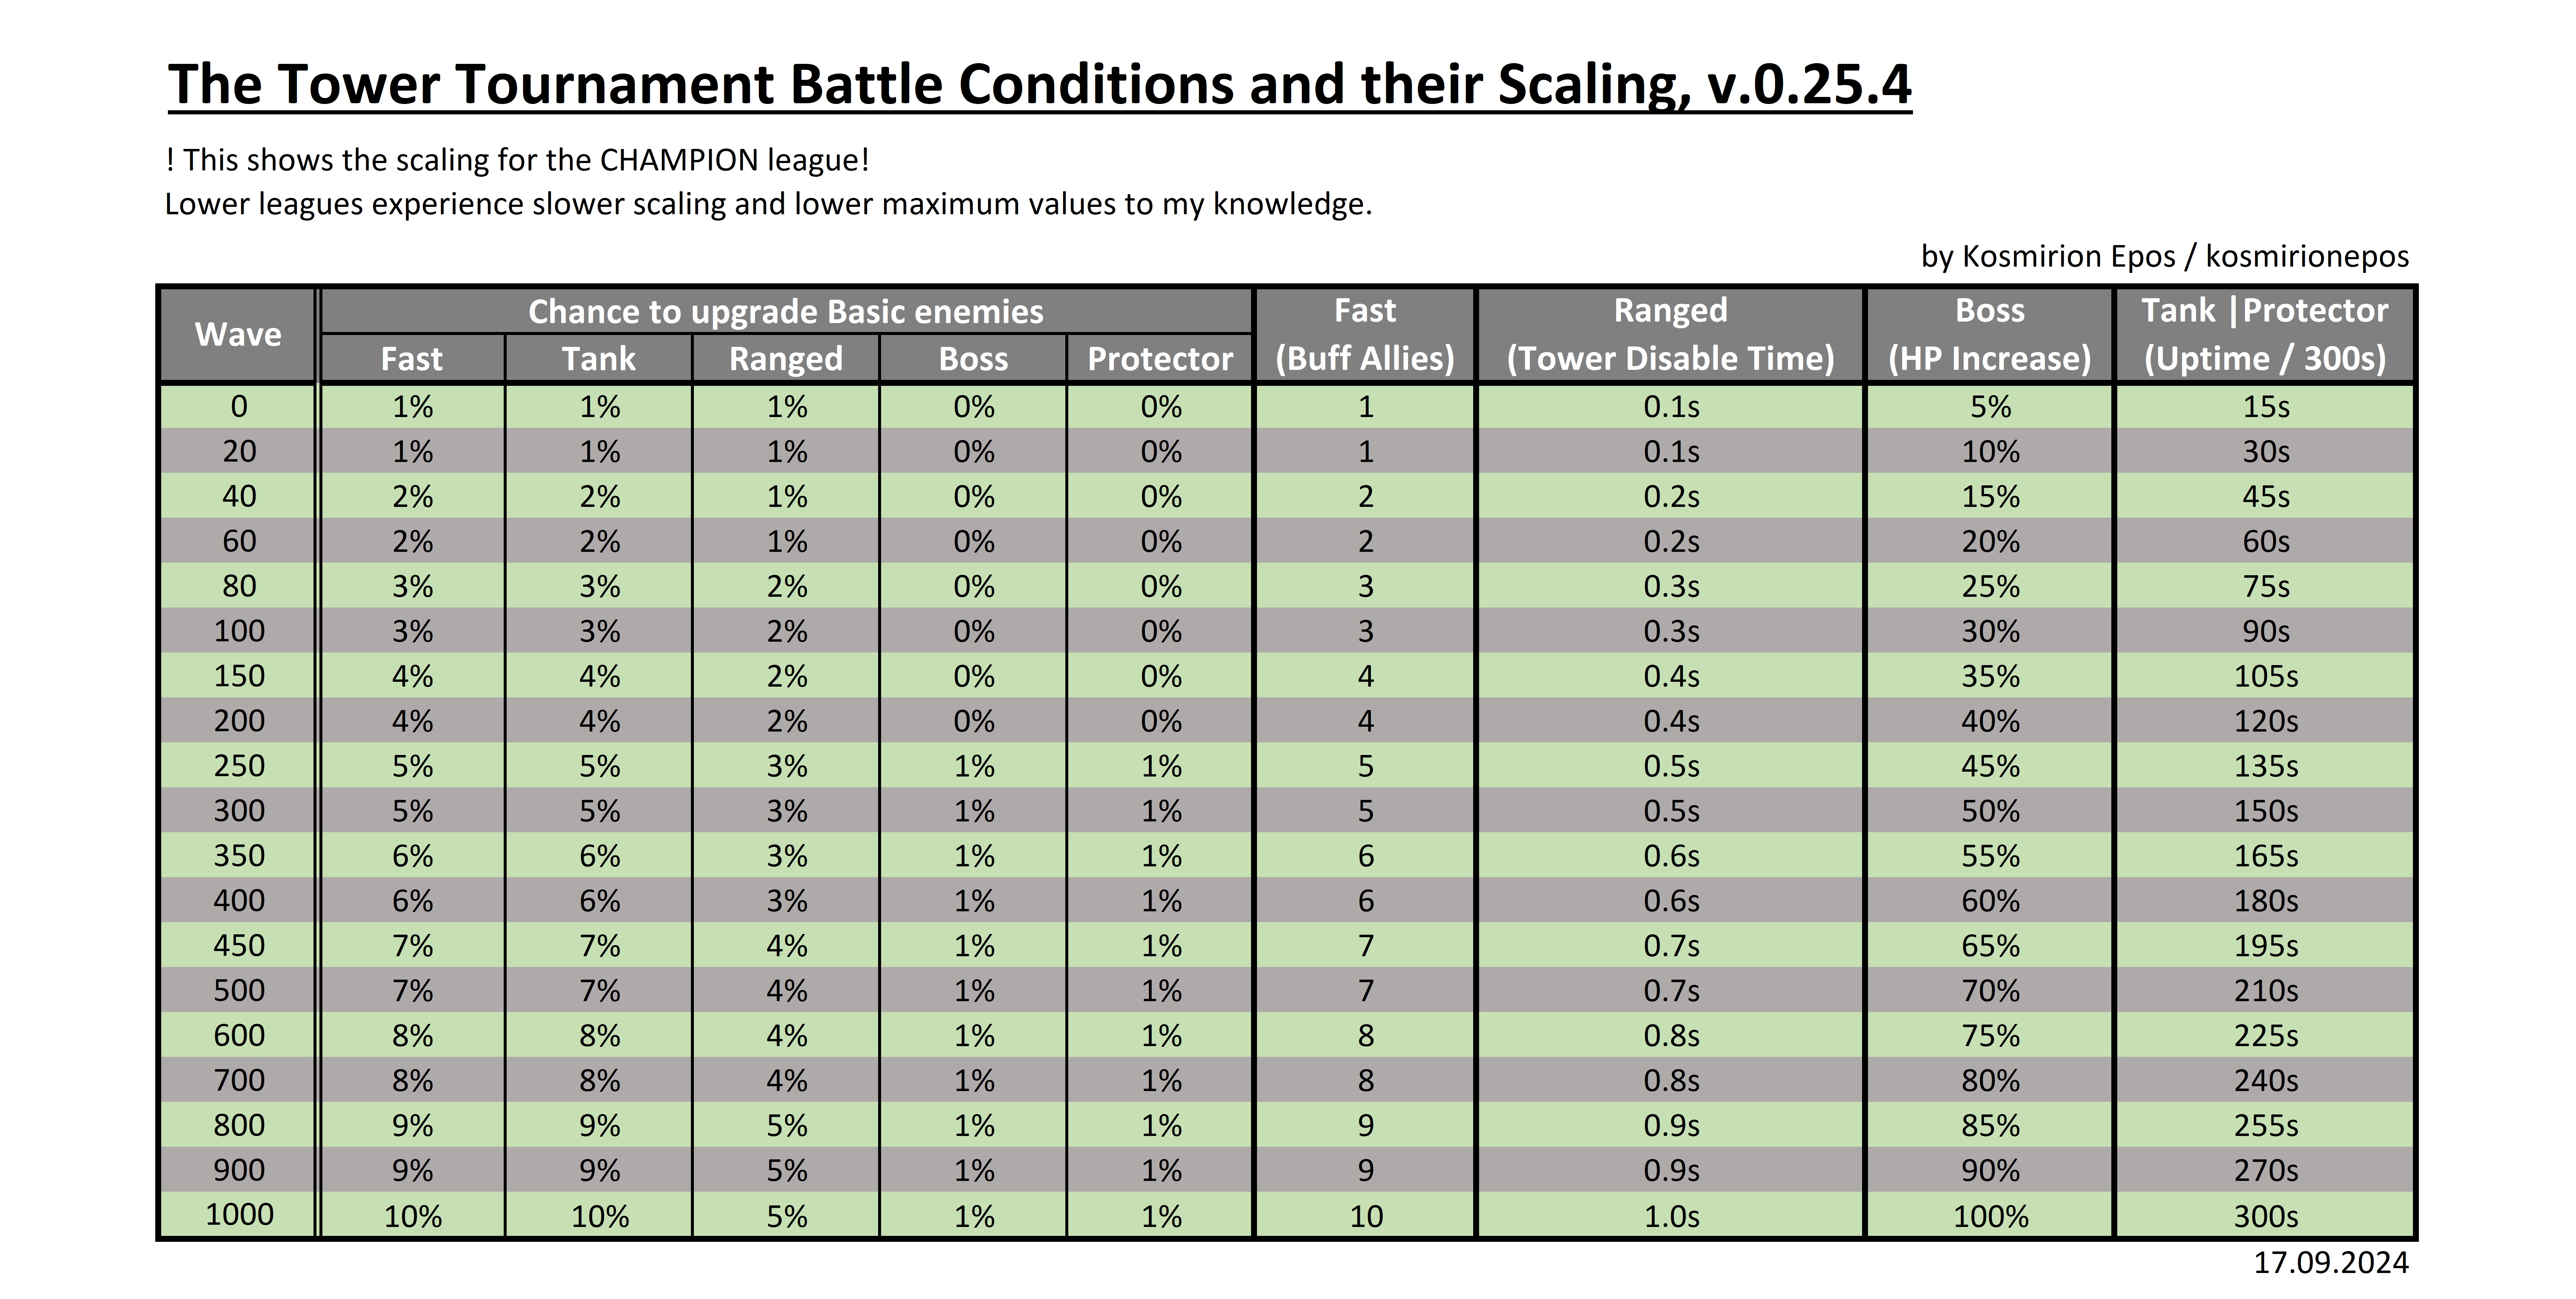 The Tower Tournament Battle Conditions and their Scaling, v.0.25.4
! This shows the scaling for the CHAMPION league!
Lower leagues experience slower scaling and lower maximum values to my knowledge.
by Kosmirion Epos / kosmirionepos
Wave Chance to upgrade Basic enemies Fast Ranged Boss Tank |Protector
Fast Tank Ranged Boss Protector (Buff Allies) (Tower Disable Time) (HP Increase) (Uptime / 300s)
0 1% 1% 1% 0% 0% 1 0.1s 5% 15s
20 1% 1% 1% 0% 0% 1 0.1s 10% 30s
40 2% 2% 1% 0% 0% 2 0.2s 15% 45s
60 2% 2% 1% 0% 0% 2 0.2s 20% 60s
80 3% 3% 2% 0% 0% 3 0.3s 25% 75s
100 3% 3% 2% 0% 0% 3 0.3s 30% 90s
150 4% 4% 2% 0% 0% 4 0.4s 35% 105s
200 4% 4% 2% 0% 0% 4 0.4s 40% 120s
250 5% 5% 3% 1% 1% 5 0.5s 45% 135s
300 5% 5% 3% 1% 1% 5 0.5s 50% 150s
350 6% 6% 3% 1% 1% 6 0.6s 55% 165s
400 6% 6% 3% 1% 1% 6 0.6s 60% 180s
450 7% 7% 4% 1% 1% 7 0.7s 65% 195s
500 7% 7% 4% 1% 1% 7 0.7s 70% 210s
600 8% 8% 4% 1% 1% 8 0.8s 75% 225s
700 8% 8% 4% 1% 1% 8 0.8s 80% 240s
800 9% 9% 5% 1% 1% 9 0.9s 85% 255s
900 9% 9% 5% 1% 1% 9 0.9s 90% 270s
1000 10% 10% 5% 1% 1% 10 1.0s 100% 300s
17.09.2024